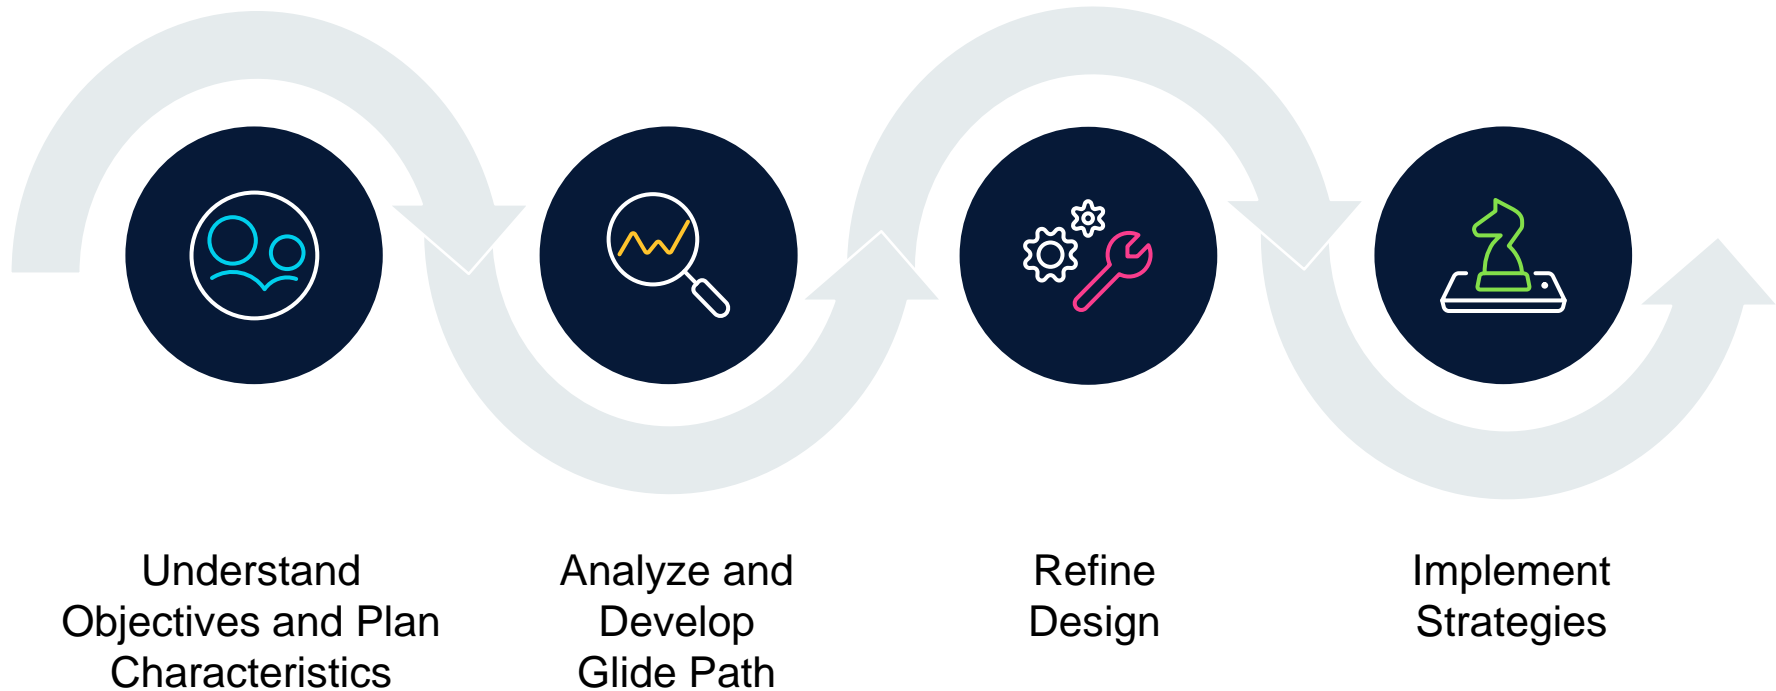 Understand
Objectives and Plan
Characteristics
Analyze and
Develop
Glide Path
Refine
Design
Implement
Strategies